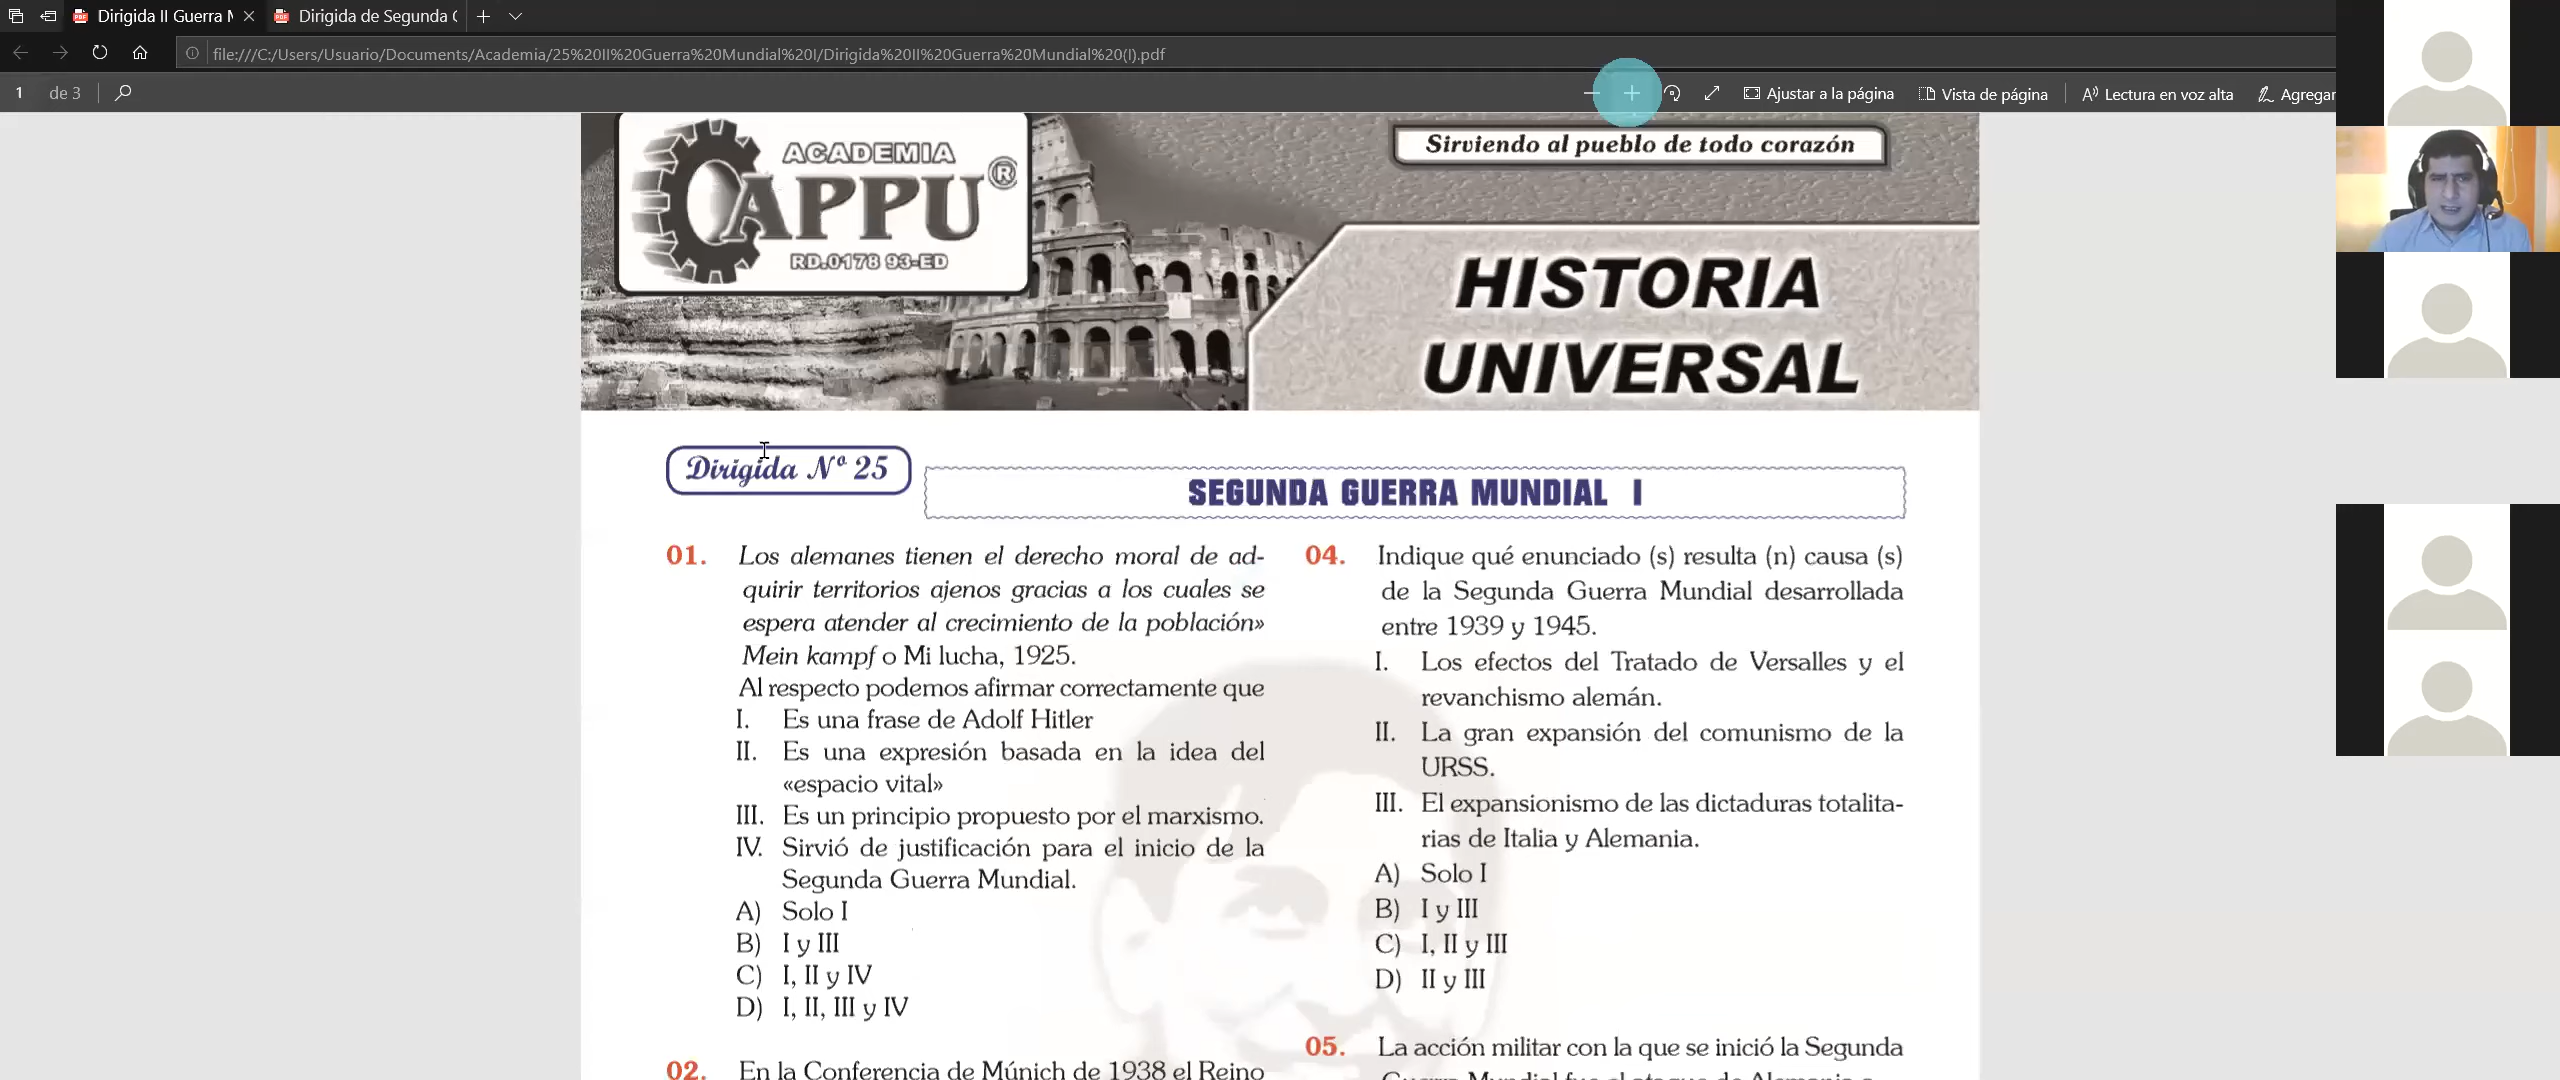 Dirigida II Guerra M
Dirigida de Segunda G
file:///C:/Users/Usuario/Documents/Academia/25%20II%20Guerra%20Mundial%20I/Dirigida%20II%20Guerra%20Mundial%20(I).pdf
1 de 3
Ajustar a la página
Vista de página
Lectura en voz alta
Agregar
ACADEMIA
CAPPU®
RD.0178 93-ED
Sirviendo al pueblo de todo corazón
HISTORIA
UNIVERSAL
Dirigida Nº 25
SEGUNDA GUERRA MUNDIAL I
01. Los alemanes tienen el derecho moral de ad-
quirir territorios ajenos gracias a los cuales se
espera atender al crecimiento de la población»
Mein kampf o Mi lucha, 1925.
Al respecto podemos afirmar correctamente que
I. Es una frase de Adolf Hitler
II. Es una expresión basada en la idea del
«espacio vital»
III. Es un principio propuesto por el marxismo.
IV. Sirvió de justificación para el inicio de la
Segunda Guerra Mundial.
A) Solo I
B) I y III
C) I, II y IV
D) I, II, III y IV
02. En la Conferencia de Múnich de 1938 el Reino
04. Indique qué enunciado (s) resulta (n) causa (s)
de la Segunda Guerra Mundial desarrollada
entre 1939 y 1945.
I. Los efectos del Tratado de Versalles y el
revanchismo alemán.
II. La gran expansión del comunismo de la
URSS.
III. El expansionismo de las dictaduras totalita-
rias de Italia y Alemania.
A) Solo I
B) I y III
C) I, II y III
D) II y III
05. La acción militar con la que se inició la Segunda
Guerra Mundial fue el ataque de Alemania a